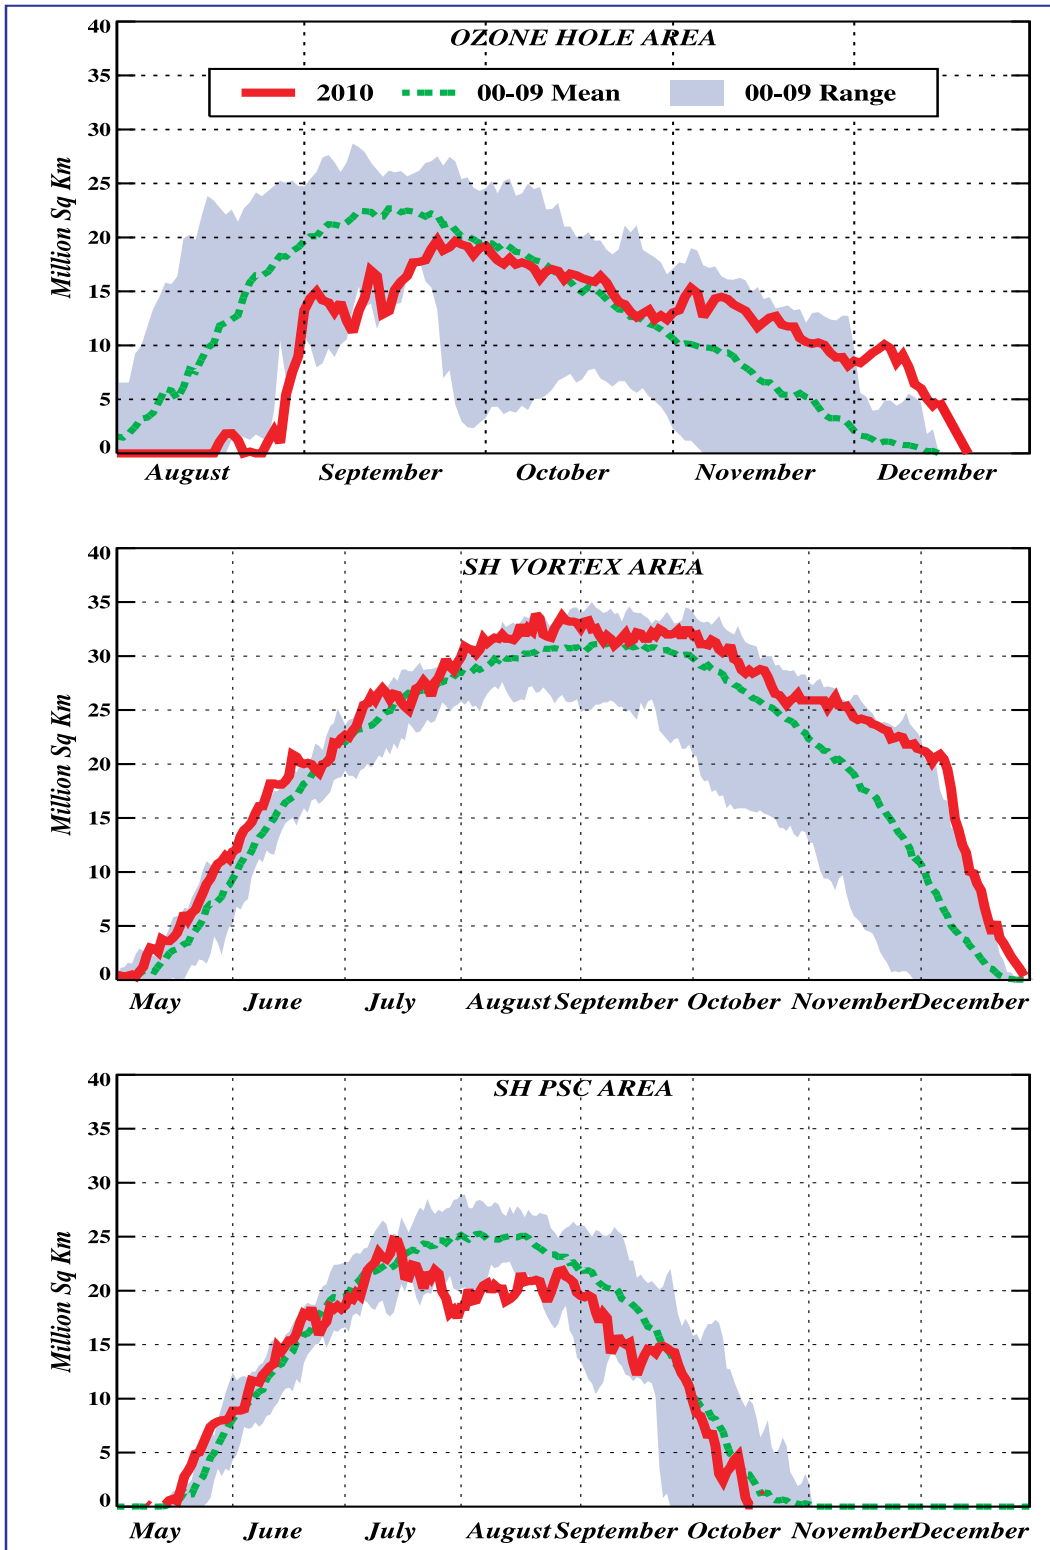 OZONE HOLE AREA
2010 00-09 Mean 00-09 Range
Million Sq Km
40
35
30
25
20
15
10
5
0
August September October November December
SH VORTEX AREA
Million Sq Km
40
35
30
25
20
15
10
5
0
May June July August September October November December
SH PSC AREA
Million Sq Km
40
35
30
25
20
15
10
5
0
May June July August September October November December